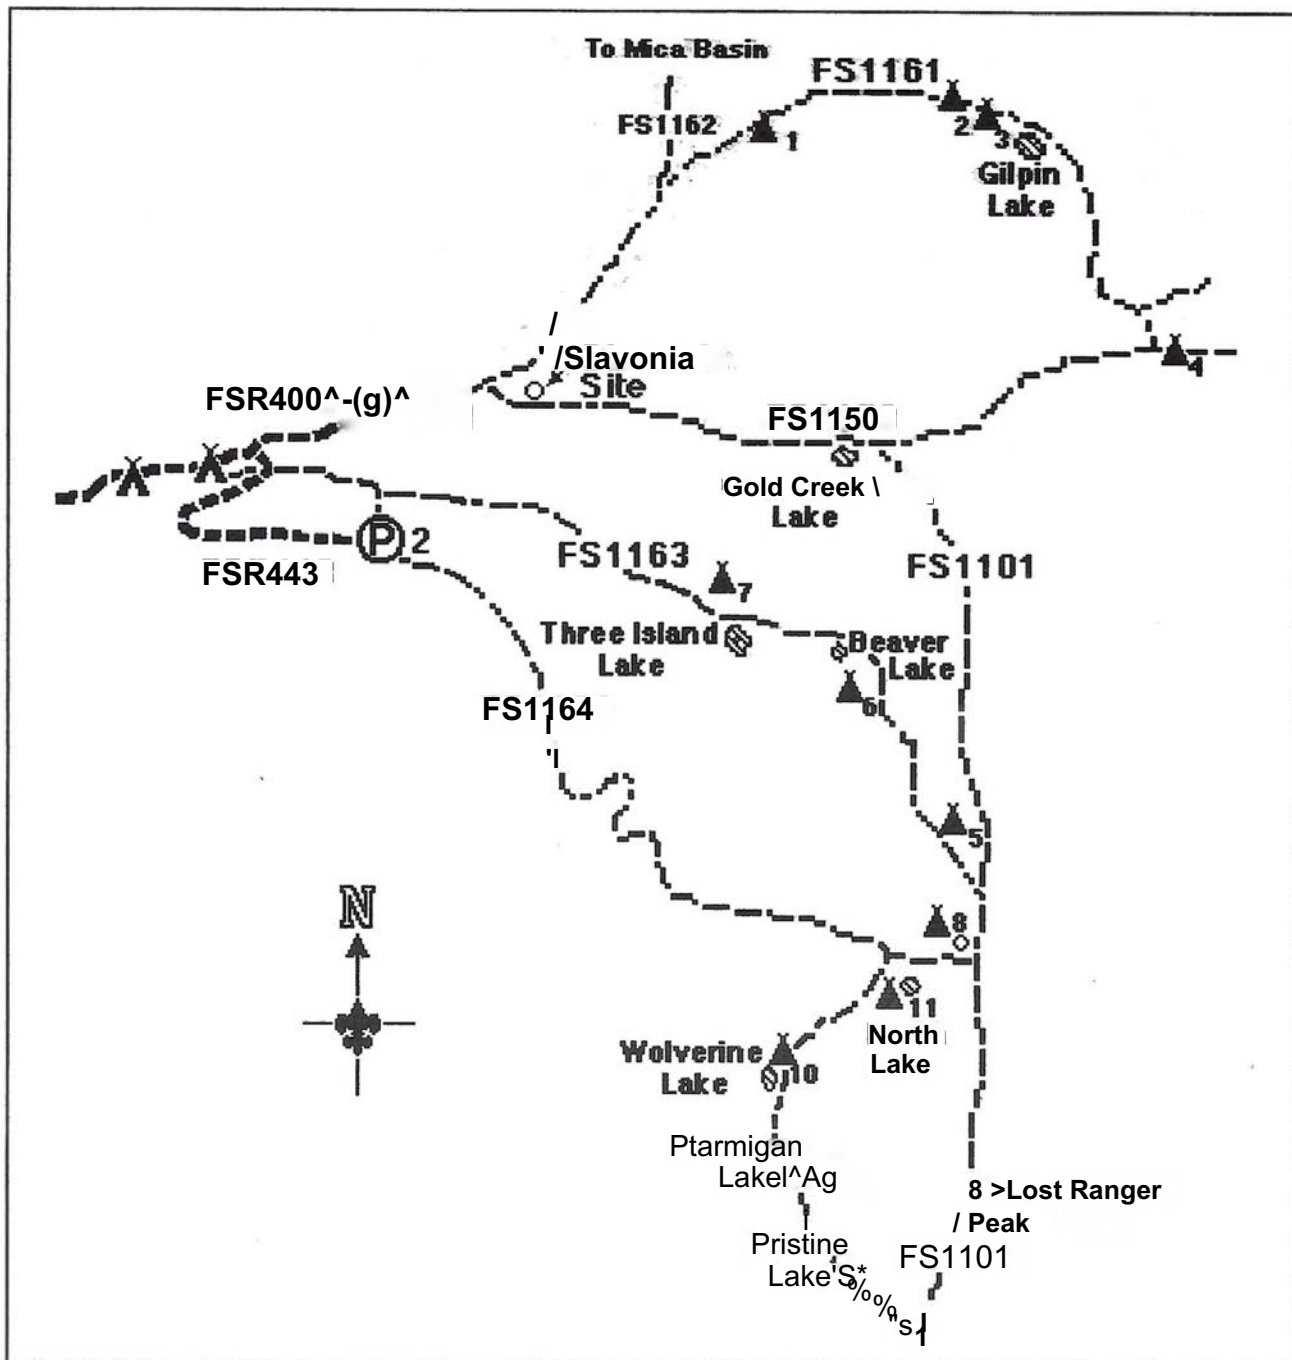 To Mica Basin
FS1161
FS1162
1
2
3
Gilpin
Lake
/
' /Slavonia
Site
4
FSR400^-(g)^
FS1150
Gold Creek \
Lake
P 2
FSR443
FS1163
FS1101
7
Three Island
Lake
Beaver
Lake
6
FS1164
'l
5
N
8
11
North
Lake
Wolverine
Lake
10
Ptarmigan
Lakel^Ag
8 >Lost Ranger
/ Peak
Pristine
Lake'S*
FS1101
%
%
"s